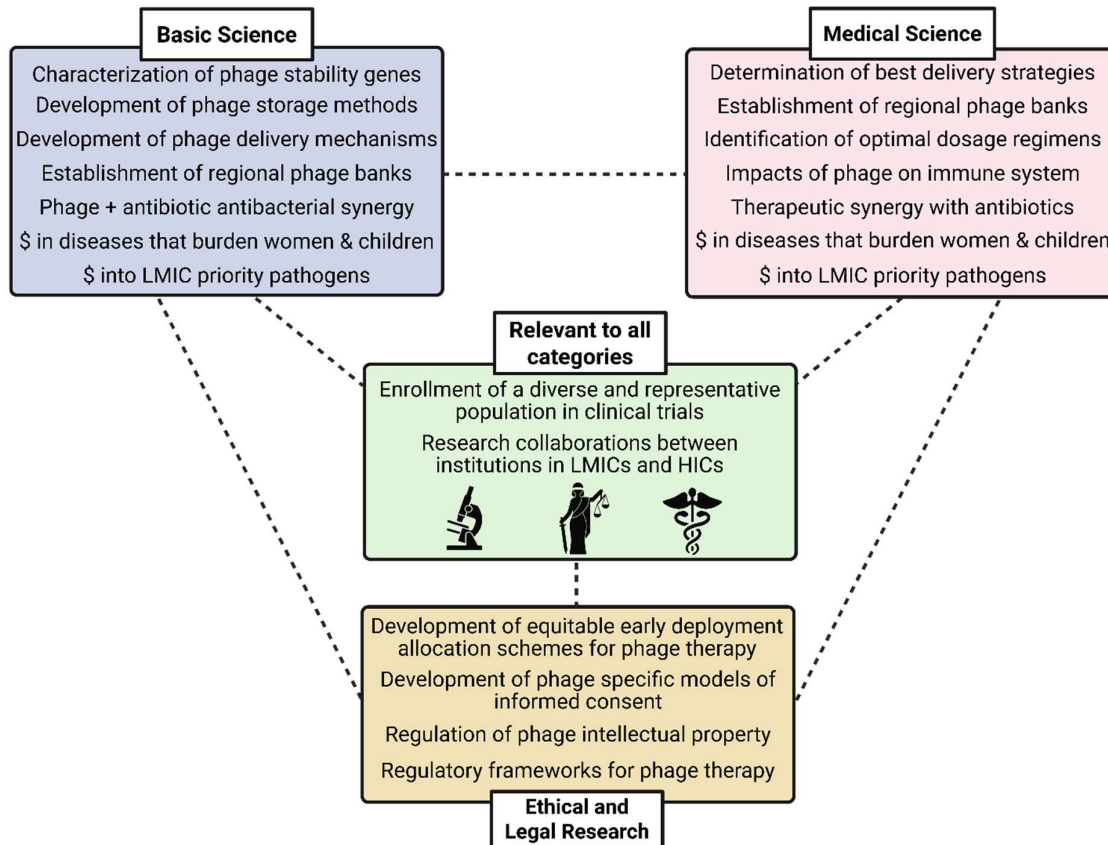 Basic Science
Characterization of phage stability genes
Development of phage storage methods
Development of phage delivery mechanisms
Establishment of regional phage banks
Phage + antibiotic antibacterial synergy
$ in diseases that burden women & children
$ into LMIC priority pathogens
Medical Science
Determination of best delivery strategies
Establishment of regional phage banks
Identification of optimal dosage regimens
Impacts of phage on immune system
Therapeutic synergy with antibiotics
$ in diseases that burden women & children
$ into LMIC priority pathogens
Relevant to all
categories
Enrollment of a diverse and representative
population in clinical trials
Research collaborations between
institutions in LMICs and HICs
Development of equitable early deployment
allocation schemes for phage therapy
Development of phage specific models of
informed consent
Regulation of phage intellectual property
Regulatory frameworks for phage therapy
Ethical and
Legal Research